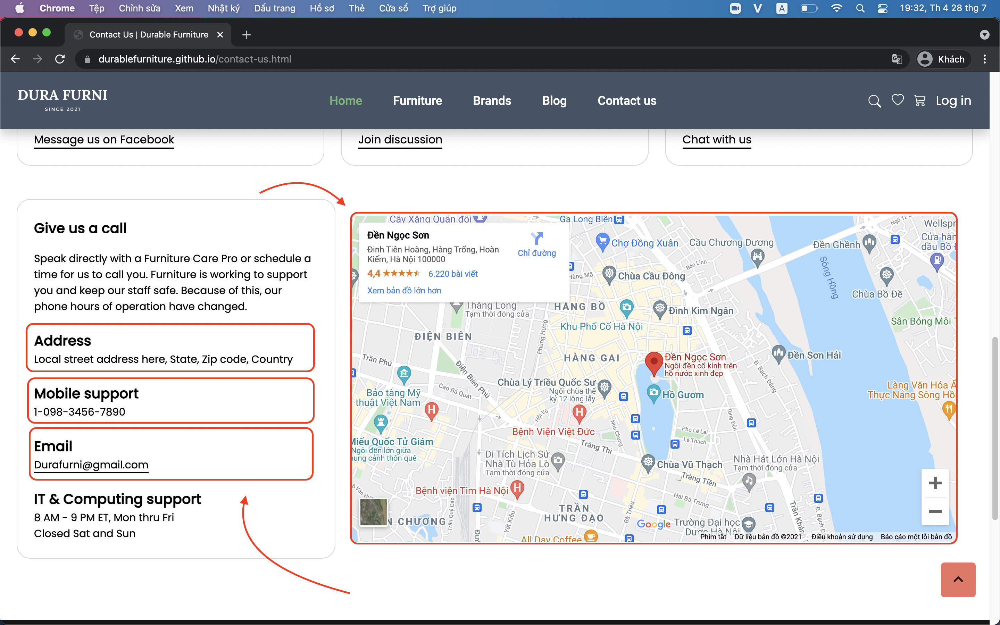 Chrome Tệp Chỉnh sửa Xem Nhật ký Dấu trang Hồ sơ Thẻ Cửa sổ Trợ giúp
V A 19:32, Th 4 28 thg 7
Contact Us | Durable Furniture
durablefurniture.github.io/contact-us.html
Khách
DURA FURNI
SINCE 2021
Home Furniture Brands Blog Contact us
Log in
Message us on Facebook
Join discussion
Chat with us
Give us a call
Speak directly with a Furniture Care Pro or schedule a
time for us to call you. Furniture is working to support
you and keep our staff safe. Because of this, our
phone hours of operation have changed.
Address
Local street address here, State, Zip code, Country
Mobile support
1-098-3456-7890
Email
Durafurni@gmail.com
IT & Computing support
8 AM - 9 PM ET, Mon thru Fri
Closed Sat and Sun
Cây Xăng Quân đội
Ga Long Biên
Đền Ngọc Sơn
Đinh Tiên Hoàng, Hàng Trống, Hoàn
Kiếm, Hà Nội 100000
4,4
6.220 bài viết
Xem bản đồ lớn hơn
Chỉ đường
Chợ Đồng Xuân
Cầu Chương Dương
Đền Ghềnh
Ngõ 12
Wellspr
Cửa hàn
dầu Bồ
Bảo Linh
Hàng Mã
Chùa Cầu Đông
Sông Hồng
Chùa Bồ Đề
Thăng Long
Tạm thời đóng cửa
HÀNG BỒ
Đình Kim Ngân
Khu Phố Cổ Hà Nội
Sân Bóng Môi
ĐIỆN BIÊN
Phùng Hưng
HÀNG GAI
Trần Phú
Điện Biên Phủ
Đền Ngọc Sơn
Ngôi đền cổ kính trên
hồ nước xinh đẹp
Đền Sơn Hải
Đ. Bạch Đằng
Chùa Lý Triều Quốc Sư
Ngôi chùa thế
kỷ 12 lộng lẫy
Hồ Gươm
Làng Văn Hóa Ẩ
Thực Nắng Sông Hồ
Bảo tàng Mỹ
thuật Việt Nam
Cao Bá Quát
H
H
Hội Vũ
Nhà Chung
Tông Đản
Bệnh Viện Việt Đức
Phố Lê Lai
Lê Thạch
Miếu Quốc Tử Giám
Ngôi đền lớn giữa
khung cảnh thôn quê
Tràng Thi
Di Tích Lịch Sử
Nhà Tù Hỏa Lò
Tạm thời đóng cửa
Chùa Vũ Thạch
Nhà Hát Lớn Hà Nội
Tạm thời đóng cửa
Tràng Tiền
Bệnh viện Tim Hà Nội
H
Hai Bà Trưng
Trần Quý Cáp
Yết Kiêu
TRẦN
HƯNG ĐẠO
Bà Triệu
N CHƯƠNG
Trần Khán
Đ. Bạch Đ
Google
Trường Đại học
Dược Hà Nội
All Day Coffee
Phím tắt Dữ liệu bản đồ ©2021 Điều khoản sử dụng Báo cáo một lỗi bản đồ